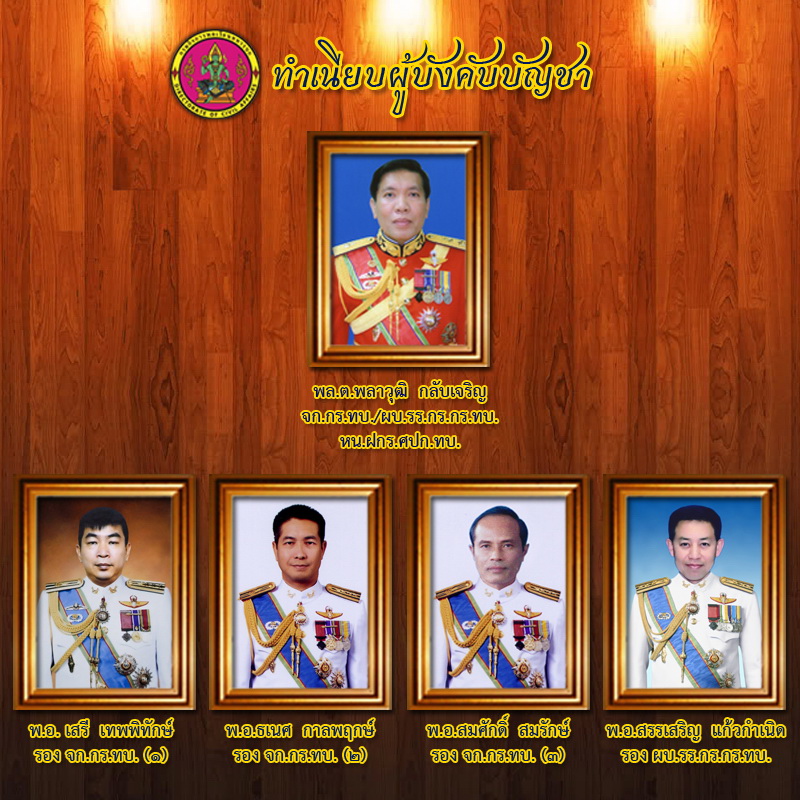 ทำเนียบผู้บังคับบัญชา
DIRECTORATE OF CIVIL AFFAIRS
พล.ต.พลาวุฒิ กลับเจริญ
จก.กร.ทบ./ผบ.รร.กร.กร.ทบ.
หน.ฝกร.ศปก.ทบ.
พ.อ. เสรี เทพพิทักษ์
รอง จก.กร.ทบ. (๑)
พ.อ.ธเนศ กาลพฤกษ์
รอง จก.กร.ทบ. (๒)
พ.อ.สมศักดิ์ สมรักษ์
รอง จก.กร.ทบ. (๓)
พ.อ.สรรเสริญ แก้วกำเนิด
รอง ผบ.รร.กร.กร.ทบ.